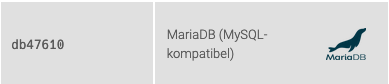 db47610
MariaDB (MySQL-
kompatibel)
MariaDB